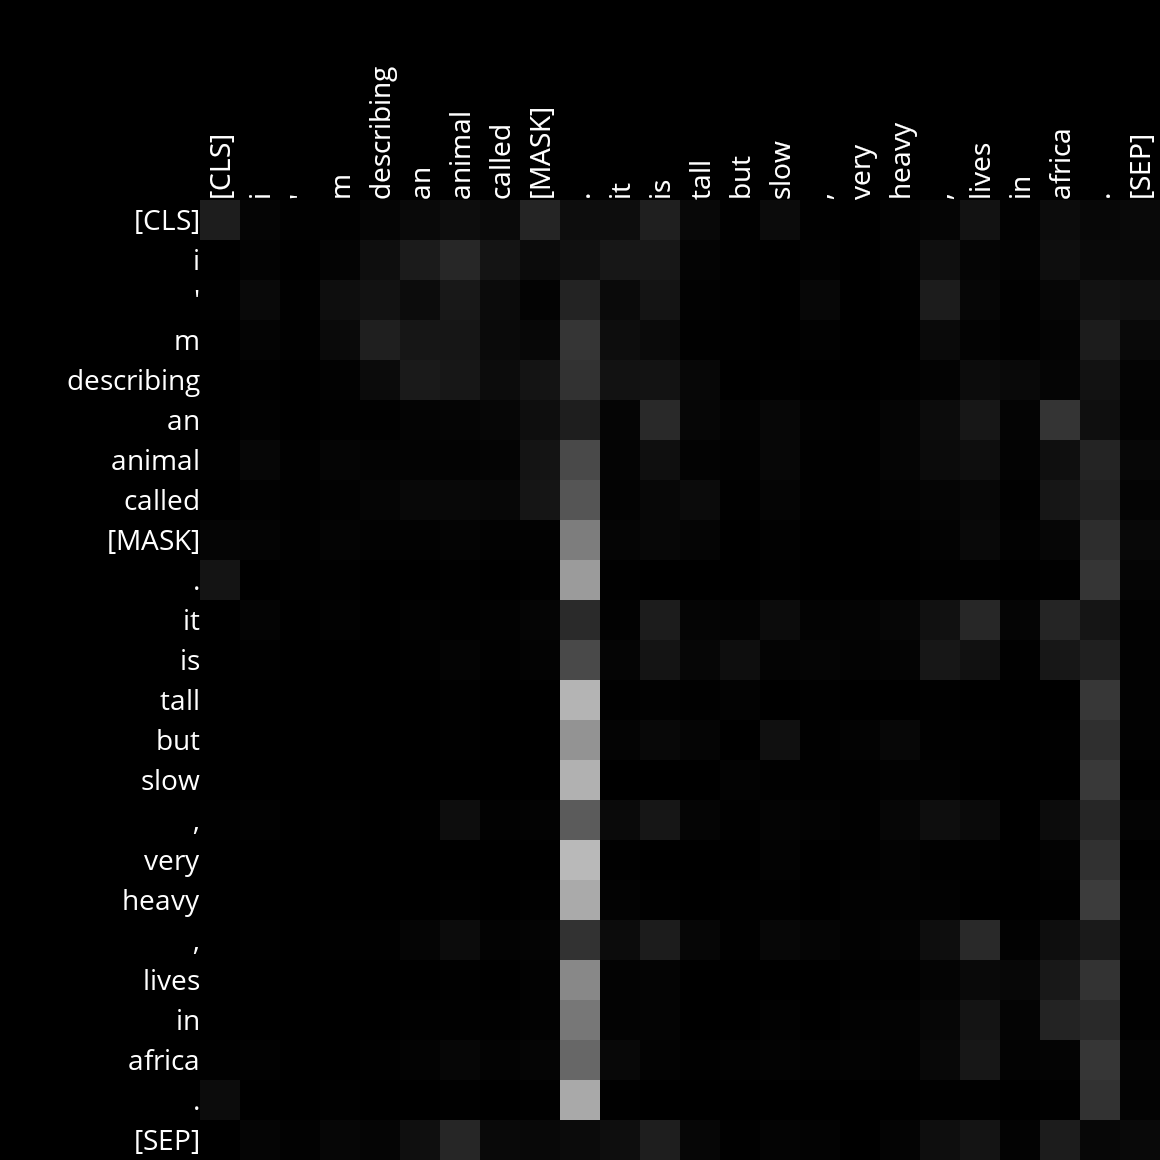 [CLS] i ' m describing an animal called [MASK] . it is tall but slow , very heavy , lives in africa . [SEP]
[CLS]
i
'
m
describing
an
animal
called
[MASK]
.
it
is
tall
but
slow
,
very
heavy
,
lives
in
africa
.
[SEP]